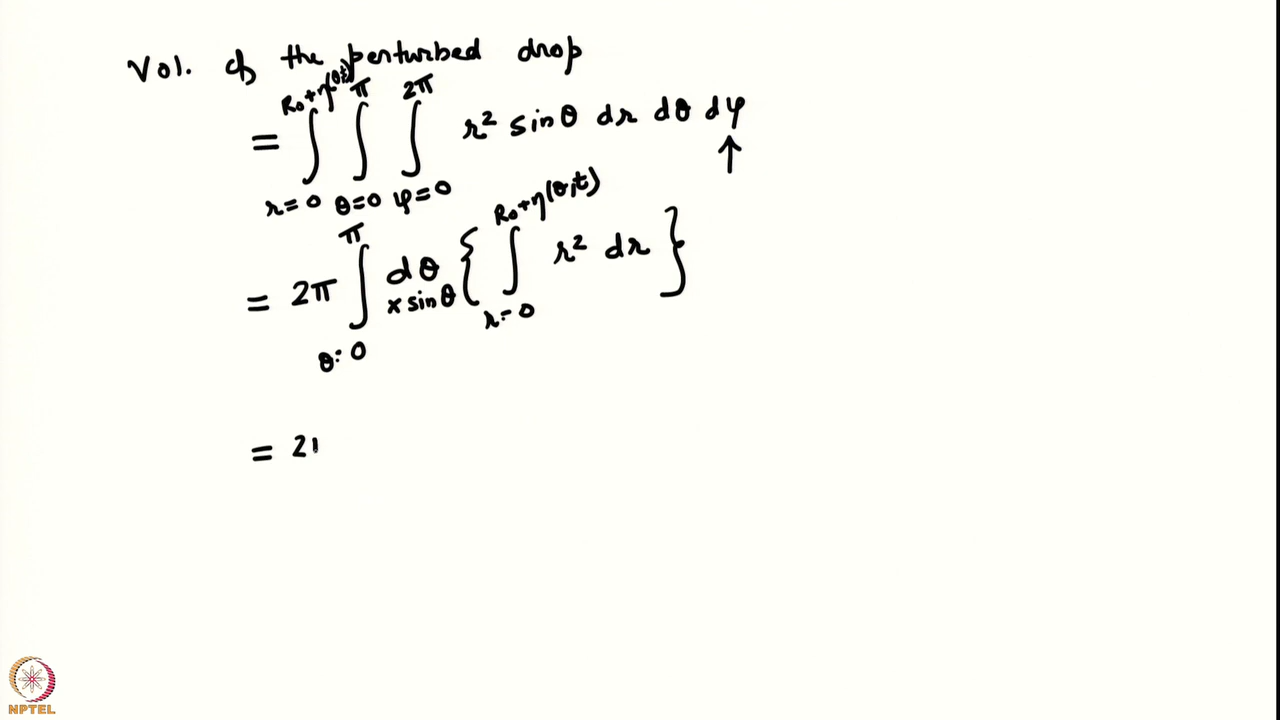 Vol. of the perturbed drop
= ∫_{r=0}^{R₀+η(θ,t)} ∫_{θ=0}^{π} ∫_{φ=0}^{2π} r² sinθ dr dθ dφ
↑
= 2π ∫_{θ=0}^{π} dθ × sinθ { ∫_{r=0}^{R₀+η(θ,t)} r² dr }
= 2
NPTEL